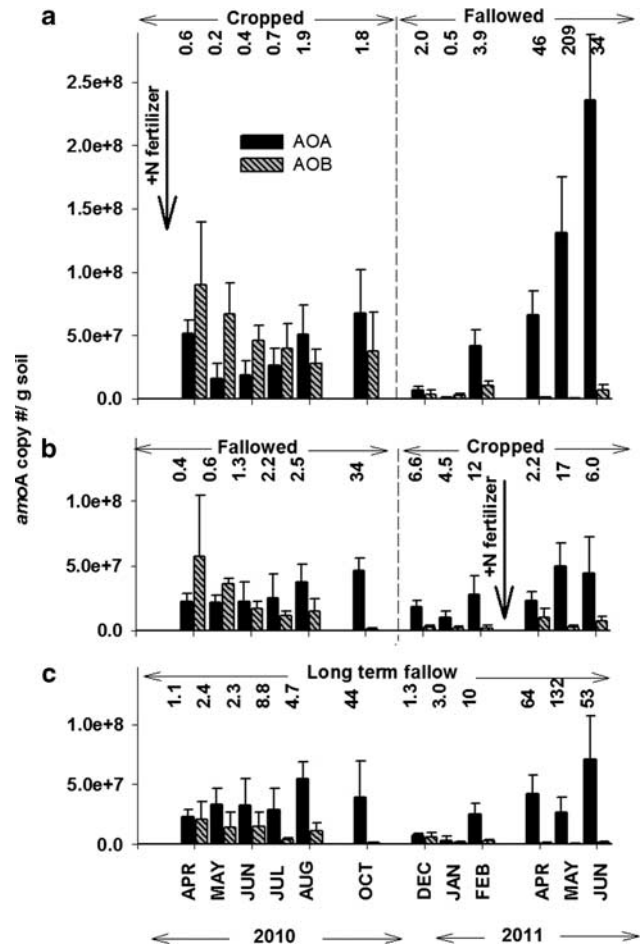 a
Cropped
Fallowed
0.6 0.2 0.4 0.7 1.9 1.8 2.0 0.5 3.9 46 209 34
2.5e+8
2.0e+8
1.5e+8
1.0e+8
5.0e+7
0.0
+N fertilizer
AOA
AOB
amoA copy #/ g soil
b
Fallowed
Cropped
0.4 0.6 1.3 2.2 2.5 34 6.6 4.5 12 2.2 17 6.0
1.0e+8
5.0e+7
0.0
+N fertilizer
c
Long term fallow
1.1 2.4 2.3 8.8 4.7 44 1.3 3.0 10 64 132 53
1.0e+8
5.0e+7
0.0
APR MAY JUN JUL AUG OCT DEC JAN FEB APR MAY JUN
2010 2011